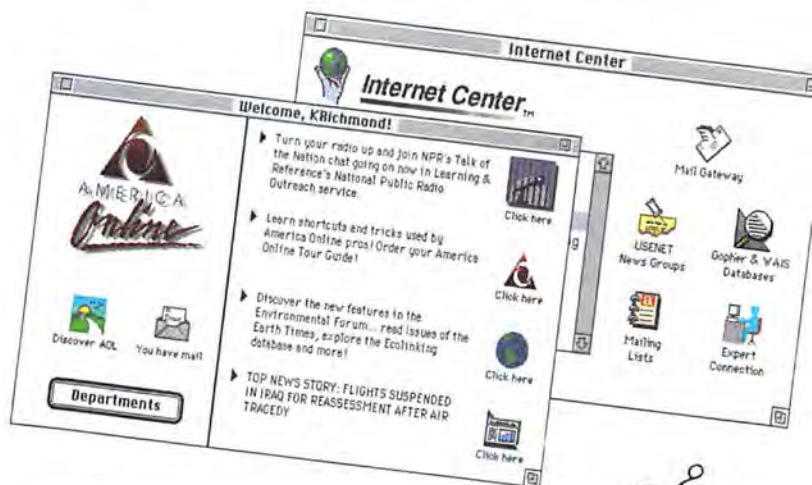 Internet Center
Internet Center™
Mail Gateway
USENET
News Groups
Gopher & WAIS
Databases
Mailing
Lists
Expert
Connection
Welcome, KRichmond!
AMERICA
Online
Discover AOL
You have mail
Departments
Turn your radio up and join NPR's Talk of
the Nation chat going on now in Learning &
Reference's National Public Radio
Outreach service.
Click here
Learn shortcuts and tricks used by
America Online pros! Order your America
Online Tour Guide!
Click here
Discover the new features in the
Environmental Forum... read issues of the
Earth Times, explore the Ecolinking
database and more!
Click here
TOP NEWS STORY: FLIGHTS SUSPENDED
IN IRAQ FOR REASSESSMENT AFTER AIR
TRAGEDY
Click here